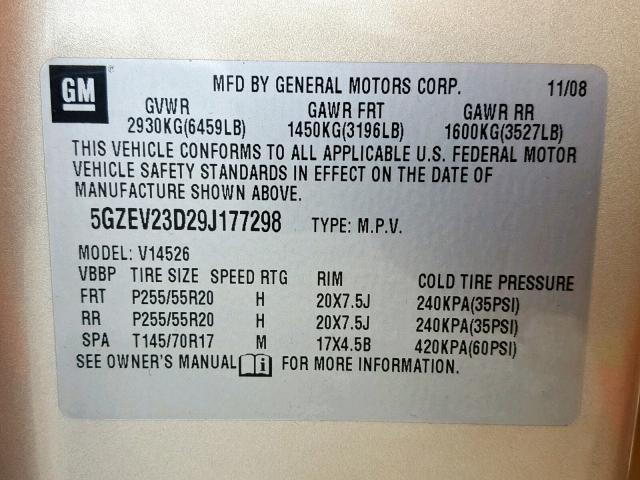 GM MFD BY GENERAL MOTORS CORP. 11/08
GVWR GAWR FRT GAWR RR
2930KG(6459LB) 1450KG(3196LB) 1600KG(3527LB)
THIS VEHICLE CONFORMS TO ALL APPLICABLE U.S. FEDERAL MOTOR
VEHICLE SAFETY STANDARDS IN EFFECT ON THE DATE OF
MANUFACTURE SHOWN ABOVE.
5GZEV23D29J177298 TYPE: M.P.V.
MODEL: V14526
VBBP TIRE SIZE SPEED RTG RIM COLD TIRE PRESSURE
FRT P255/55R20 H 20X7.5J 240KPA(35PSI)
RR P255/55R20 H 20X7.5J 240KPA(35PSI)
SPA T145/70R17 M 17X4.5B 420KPA(60PSI)
SEE OWNER'S MANUAL i FOR MORE INFORMATION.